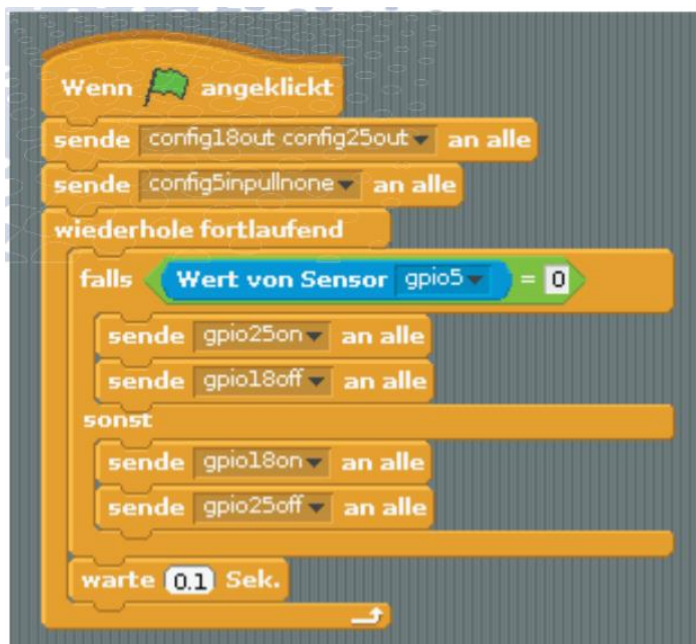 Wenn angeklickt
sende config18out config25out an alle
sende config5inpullnone an alle
wiederhole fortlaufend
falls Wert von Sensor gpio5 = 0
sende gpio25on an alle
sende gpio18off an alle
sonst
sende gpio18on an alle
sende gpio25off an alle
warte 0.1 Sek.